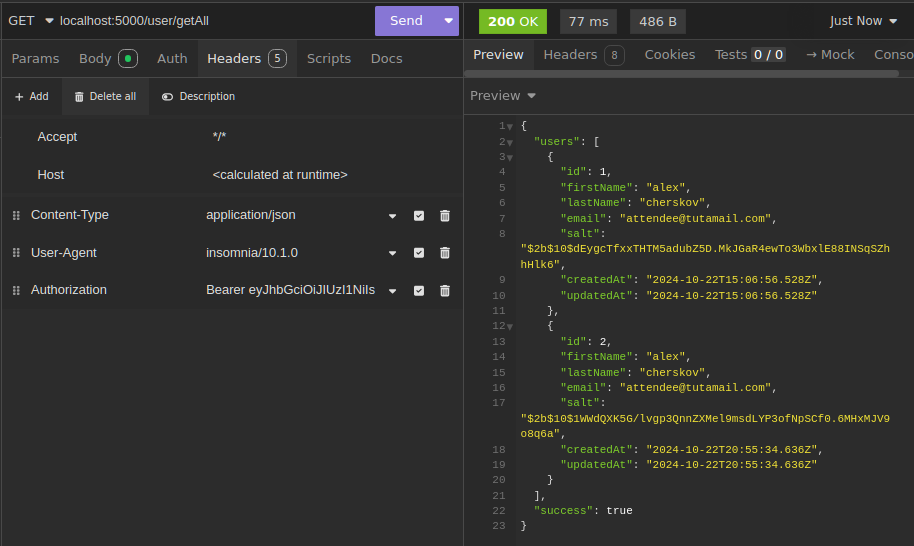 GET localhost:5000/user/getAll Send
Params Body Auth Headers 5 Scripts Docs
+ Add Delete all Description
Accept */*
Host <calculated at runtime>
Content-Type application/json
User-Agent insomnia/10.1.0
Authorization Bearer eyJhbGciOiJIUzI1NiIs
200 OK 77 ms 486 B Just Now
Preview Headers 8 Cookies Tests 0 / 0 → Mock Conso
Preview
1 {
2 "users": [
3 {
4 "id": 1,
5 "firstName": "alex",
6 "lastName": "cherskov",
7 "email": "attendee@tutamail.com",
8 "salt":
"$2b$10$dEygcTfxxTHTM5adubZ5D.MkJGaR4ewTo3WbxlE88INSqSZh
hHlk6",
9 "createdAt": "2024-10-22T15:06:56.528Z",
10 "updatedAt": "2024-10-22T15:06:56.528Z"
11 },
12 {
13 "id": 2,
14 "firstName": "alex",
15 "lastName": "cherskov",
16 "email": "attendee@tutamail.com",
17 "salt":
"$2b$10$1WWdQXK5G/lvgp3QnnZXMel9msdLYP3ofNpSCf0.6MHxMJV9
o8q6a",
18 "createdAt": "2024-10-22T20:55:34.636Z",
19 "updatedAt": "2024-10-22T20:55:34.636Z"
20 }
21 ],
22 "success": true
23 }